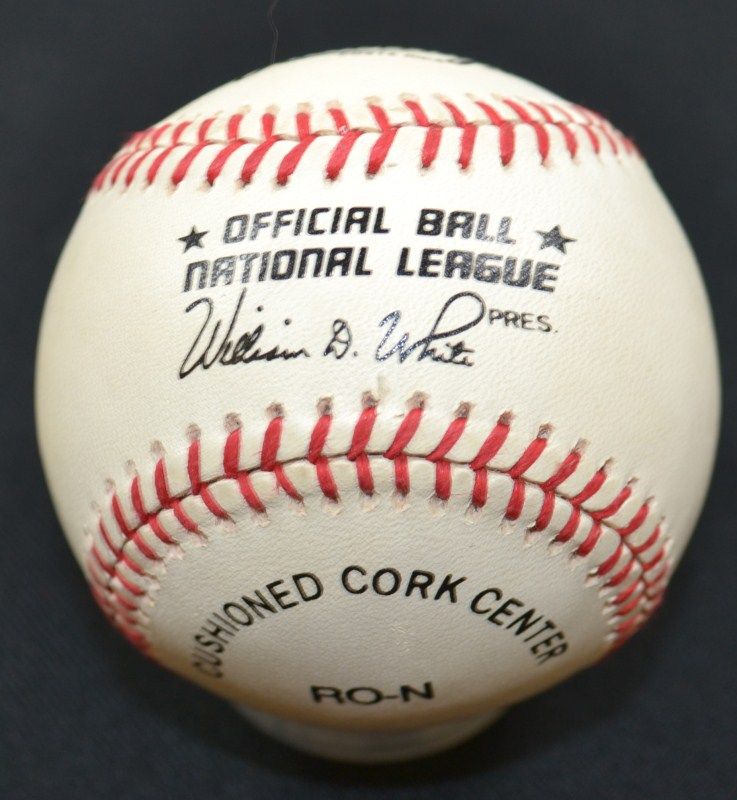 ★ OFFICIAL BALL ★
NATIONAL LEAGUE
William D. White PRES.
CUSHIONED CORK CENTER
RO-N